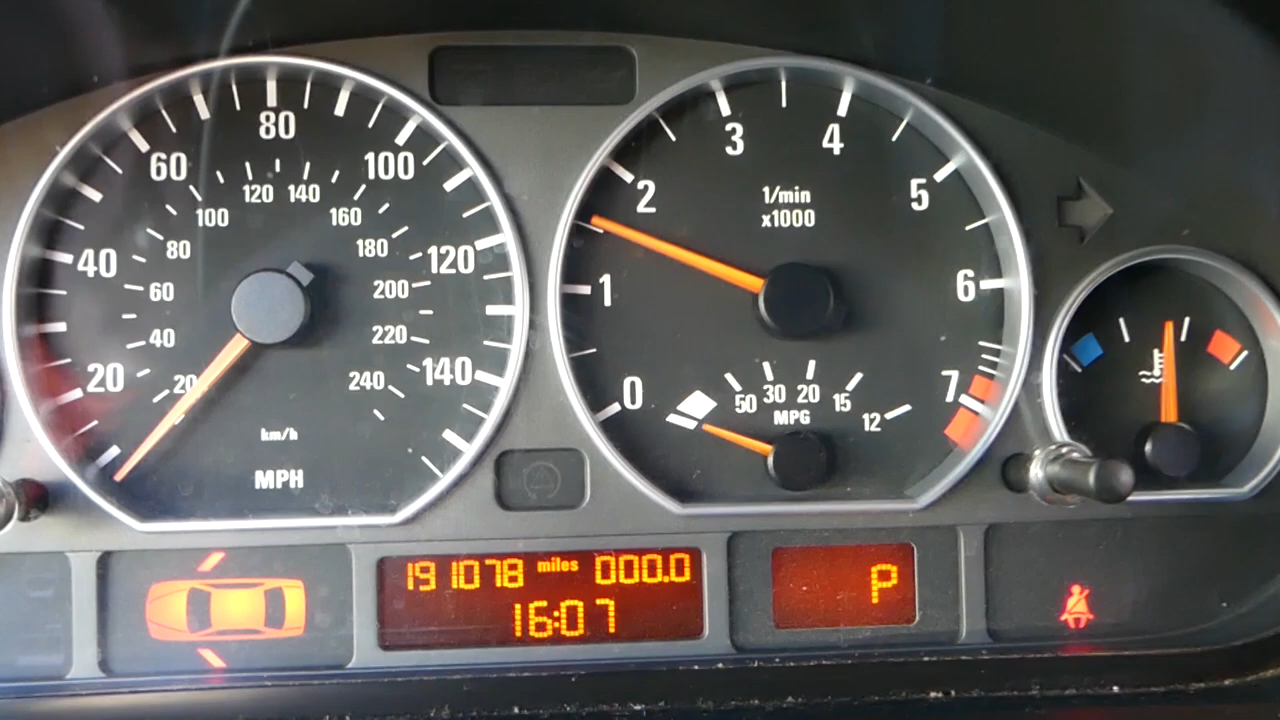 20 40 60 80 100 120 140
20 40 60 80 100 120 140 160 180 200 220 240
km/h
MPH
0 1 2 3 4 5 6 7
1/min
x1000
50 30 20 15 12
MPG
191078 miles 000.0
16:07
P